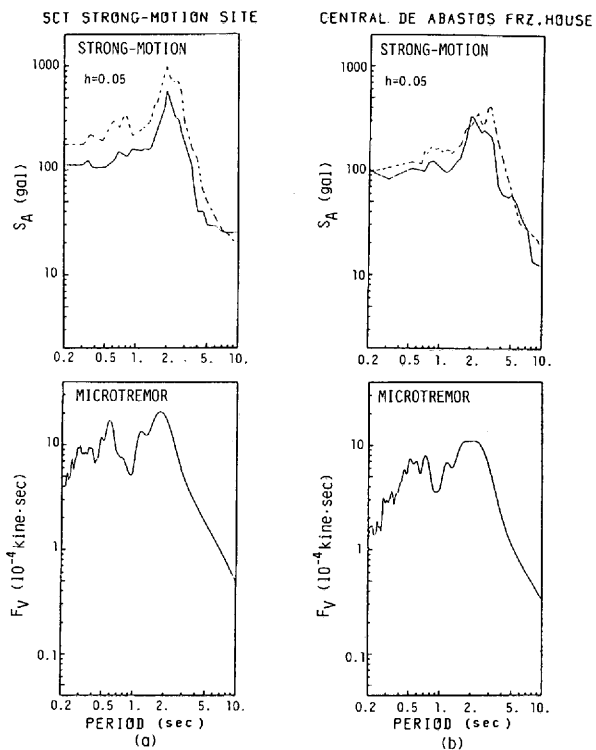 SCT STRONG-MOTION SITE
CENTRAL. DE ABASTOS FRZ. HOUSE
STRONG-MOTION
h=0.05
1000
100
10
S_A (gal)
0.2 0.5 1. 2. 5. 10.
STRONG-MOTION
h=0.05
1000
100
10
S_A (gal)
0.2 0.5 1. 2. 5. 10.
MICROTREMOR
10
1
0.1
F_V (10⁻⁴ kine·sec)
0.2 0.5 1. 2. 5. 10.
PERIOD (sec)
(a)
MICROTREMOR
10
1
0.1
F_V (10⁻⁴ kine·sec)
0.2 0.5 1. 2. 5. 10.
PERIOD (sec)
(b)